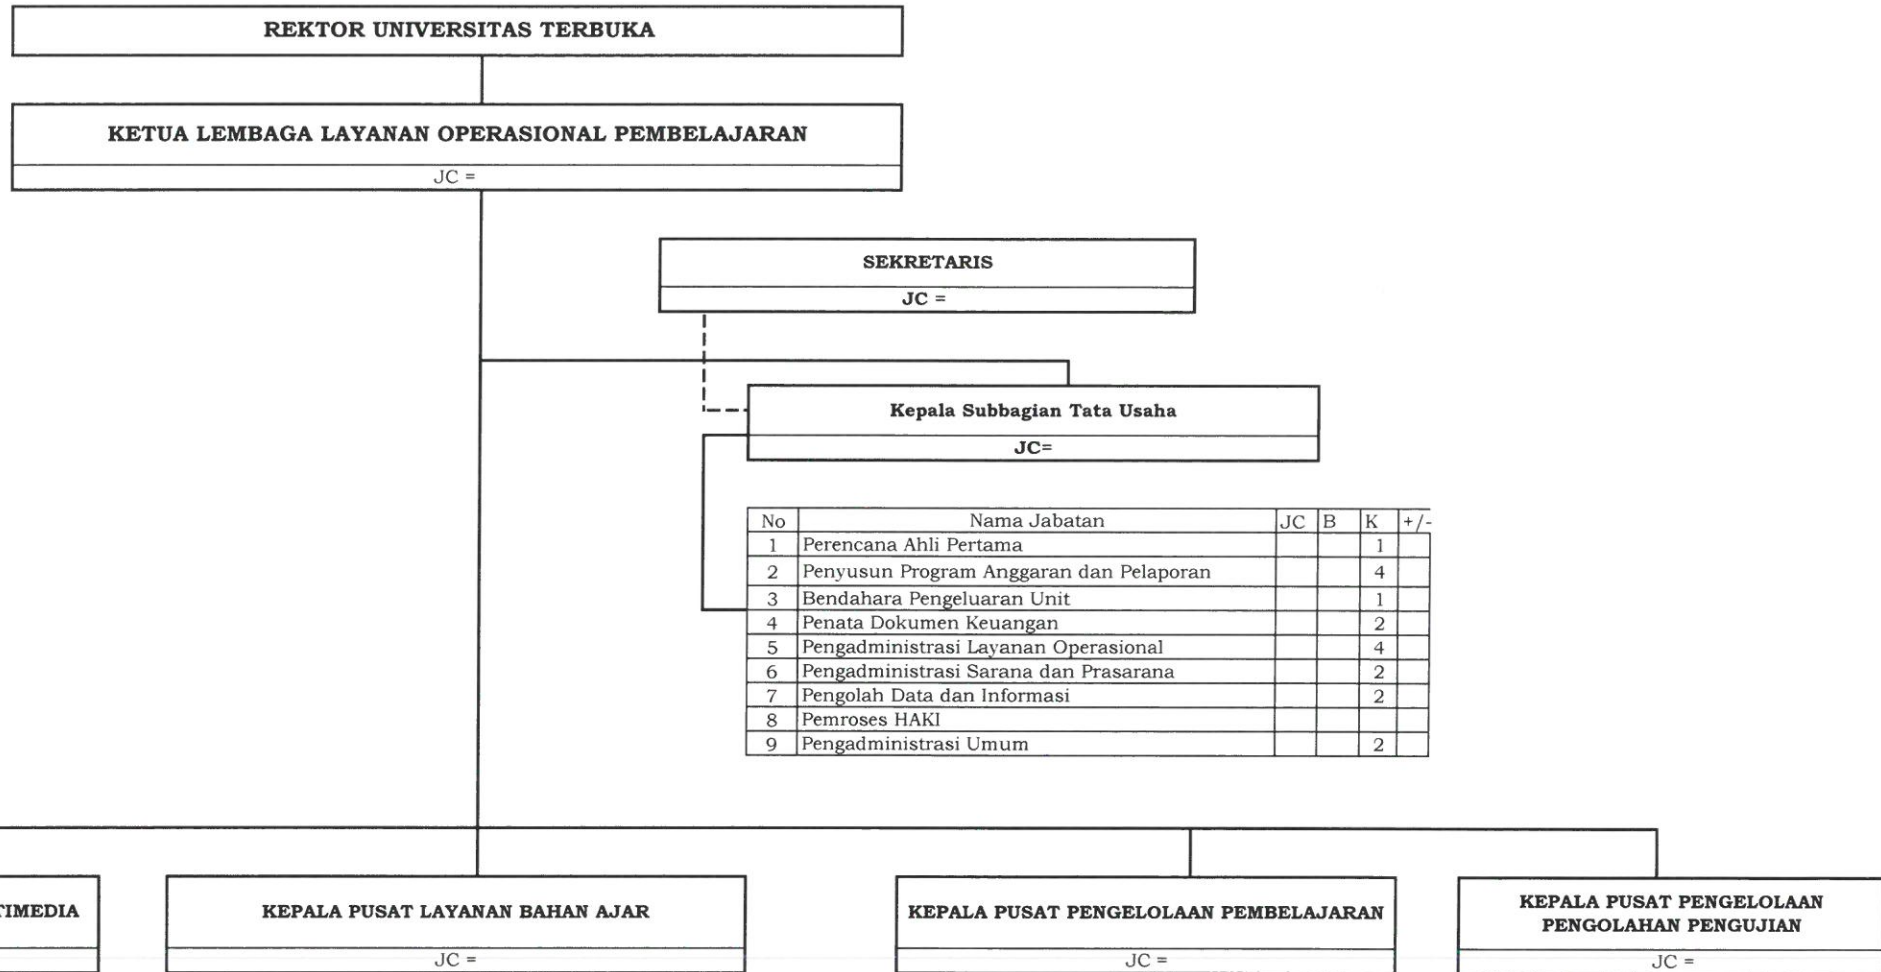 REKTOR UNIVERSITAS TERBUKA
KETUA LEMBAGA LAYANAN OPERASIONAL PEMBELAJARAN
JC =
SEKRETARIS
JC =
Kepala Subbagian Tata Usaha
JC=
No Nama Jabatan JC B K +/-
1 Perencana Ahli Pertama 1
2 Penyusun Program Anggaran dan Pelaporan 4
3 Bendahara Pengeluaran Unit 1
4 Penata Dokumen Keuangan 2
5 Pengadministrasi Layanan Operasional 4
6 Pengadministrasi Sarana dan Prasarana 2
7 Pengolah Data dan Informasi 2
8 Pemroses HAKI
9 Pengadministrasi Umum 2
TIMEDIA
KEPALA PUSAT LAYANAN BAHAN AJAR
JC =
KEPALA PUSAT PENGELOLAAN PEMBELAJARAN
JC =
KEPALA PUSAT PENGELOLAAN
PENGOLAHAN PENGUJIAN
JC =